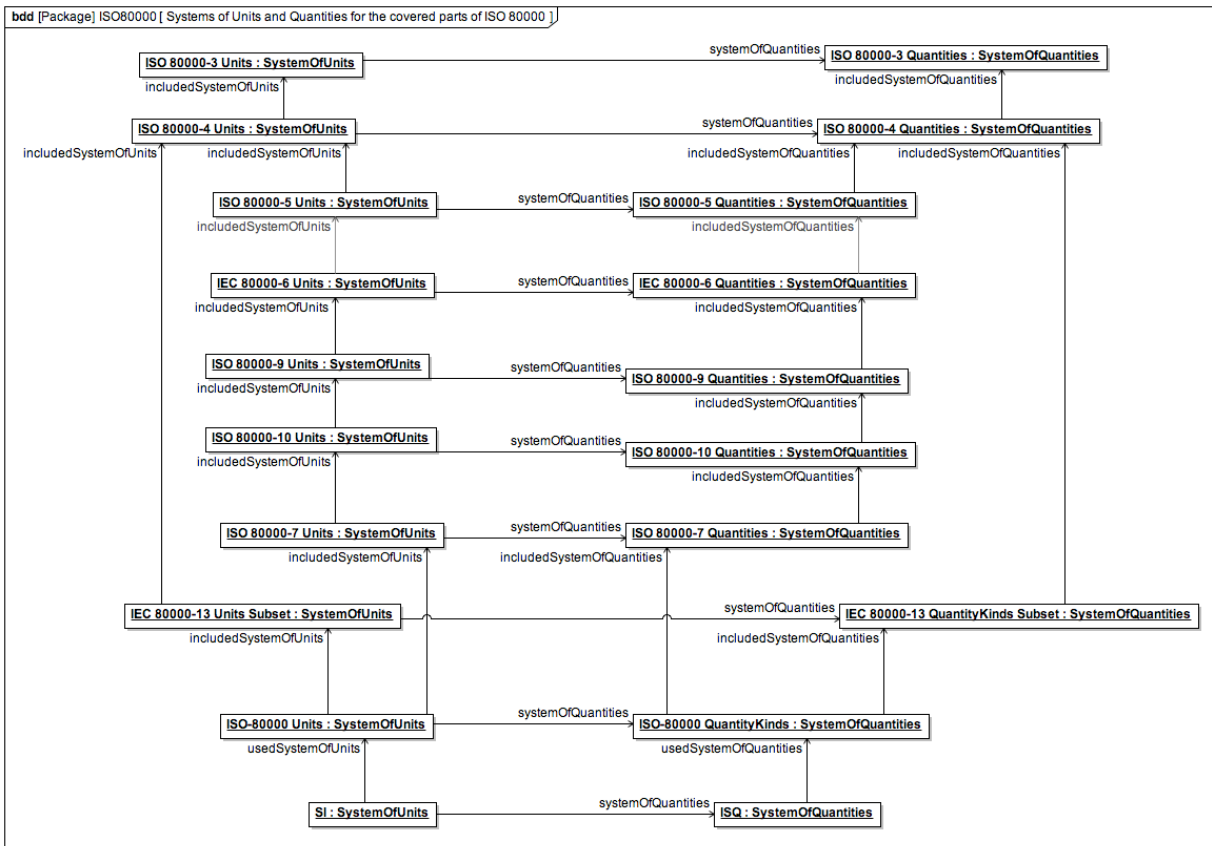 bdd [Package] ISO80000 [ Systems of Units and Quantities for the covered parts of ISO 80000 ]
systemOfQuantities
ISO 80000-3 Units : SystemOfUnits
ISO 80000-3 Quantities : SystemOfQuantities
includedSystemOfUnits
includedSystemOfQuantities
systemOfQuantities
ISO 80000-4 Units : SystemOfUnits
ISO 80000-4 Quantities : SystemOfQuantities
includedSystemOfUnits
includedSystemOfUnits
includedSystemOfQuantities
includedSystemOfQuantities
systemOfQuantities
ISO 80000-5 Units : SystemOfUnits
ISO 80000-5 Quantities : SystemOfQuantities
includedSystemOfUnits
includedSystemOfQuantities
systemOfQuantities
IEC 80000-6 Units : SystemOfUnits
IEC 80000-6 Quantities : SystemOfQuantities
includedSystemOfUnits
includedSystemOfQuantities
systemOfQuantities
ISO 80000-9 Units : SystemOfUnits
ISO 80000-9 Quantities : SystemOfQuantities
includedSystemOfUnits
includedSystemOfQuantities
systemOfQuantities
ISO 80000-10 Units : SystemOfUnits
ISO 80000-10 Quantities : SystemOfQuantities
includedSystemOfUnits
includedSystemOfQuantities
systemOfQuantities
ISO 80000-7 Units : SystemOfUnits
ISO 80000-7 Quantities : SystemOfQuantities
includedSystemOfUnits
includedSystemOfQuantities
systemOfQuantities
IEC 80000-13 Units Subset : SystemOfUnits
IEC 80000-13 QuantityKinds Subset : SystemOfQuantities
includedSystemOfUnits
includedSystemOfQuantities
systemOfQuantities
ISO-80000 Units : SystemOfUnits
ISO-80000 QuantityKinds : SystemOfQuantities
usedSystemOfUnits
usedSystemOfQuantities
systemOfQuantities
SI : SystemOfUnits
ISQ : SystemOfQuantities